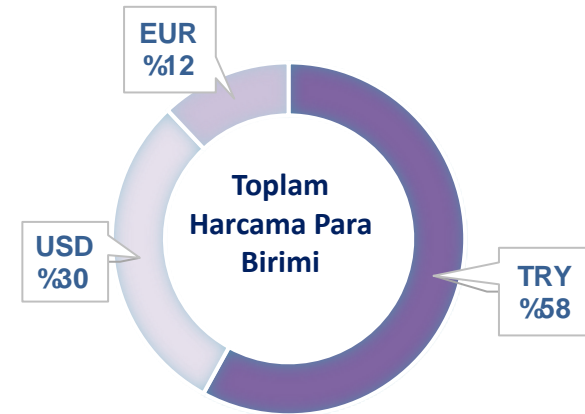 EUR
%12
Toplam
Harcama Para
Birimi
USD
%30
TRY
%58